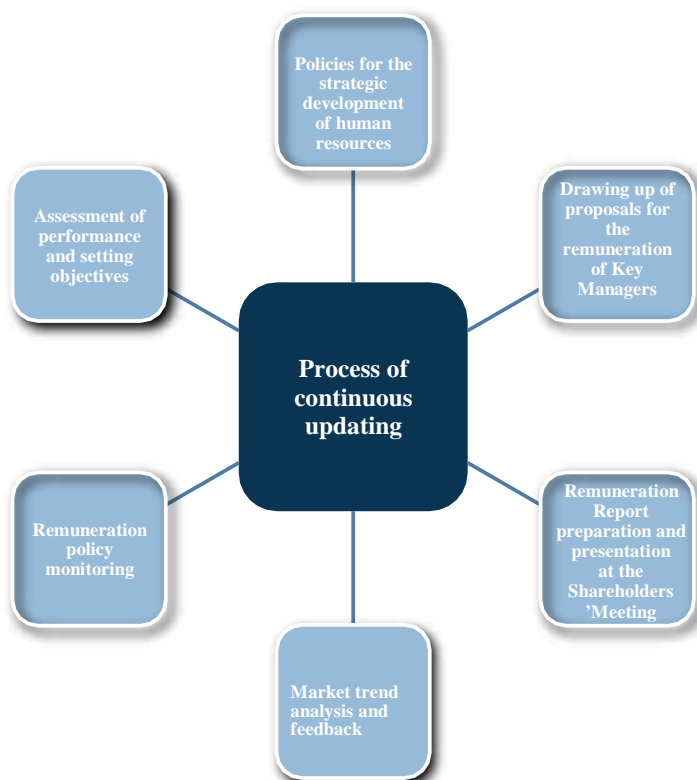 Policies for the
strategic
development
of human
resources
Assessment of
performance
and setting
objectives
Drawing up of
proposals for
the
remuneration
of Key
Managers
Process of
continuous
updating
Remuneration
policy
monitoring
Remuneration
Report
preparation and
presentation
at the
Shareholders
’Meeting
Market trend
analysis and
feedback